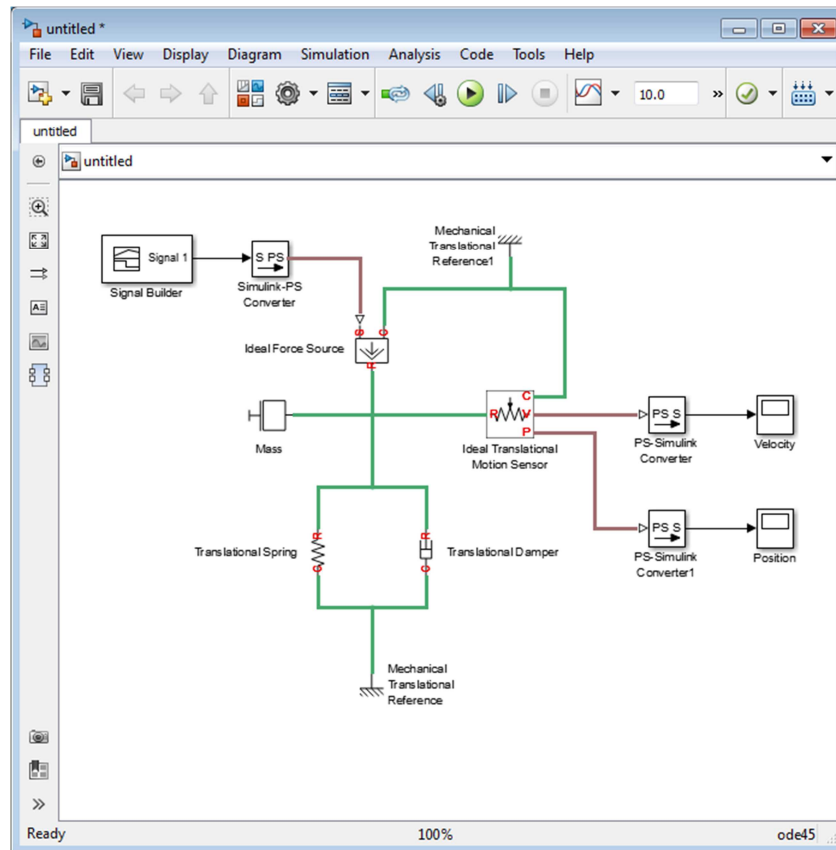 untitled *
File Edit View Display Diagram Simulation Analysis Code Tools Help
10.0
»
untitled
untitled
Signal 1
Signal Builder
S PS
Simulink-PS
Converter
Mechanical
Translational
Reference1
S C
Ideal Force Source
R
Mass
R C
V
P
Ideal Translational
Motion Sensor
PS S
PS-Simulink
Converter
Velocity
PS S
PS-Simulink
Converter1
Position
R
Translational Spring
C
R
Translational Damper
C
Mechanical
Translational
Reference
Ready 100% ode45